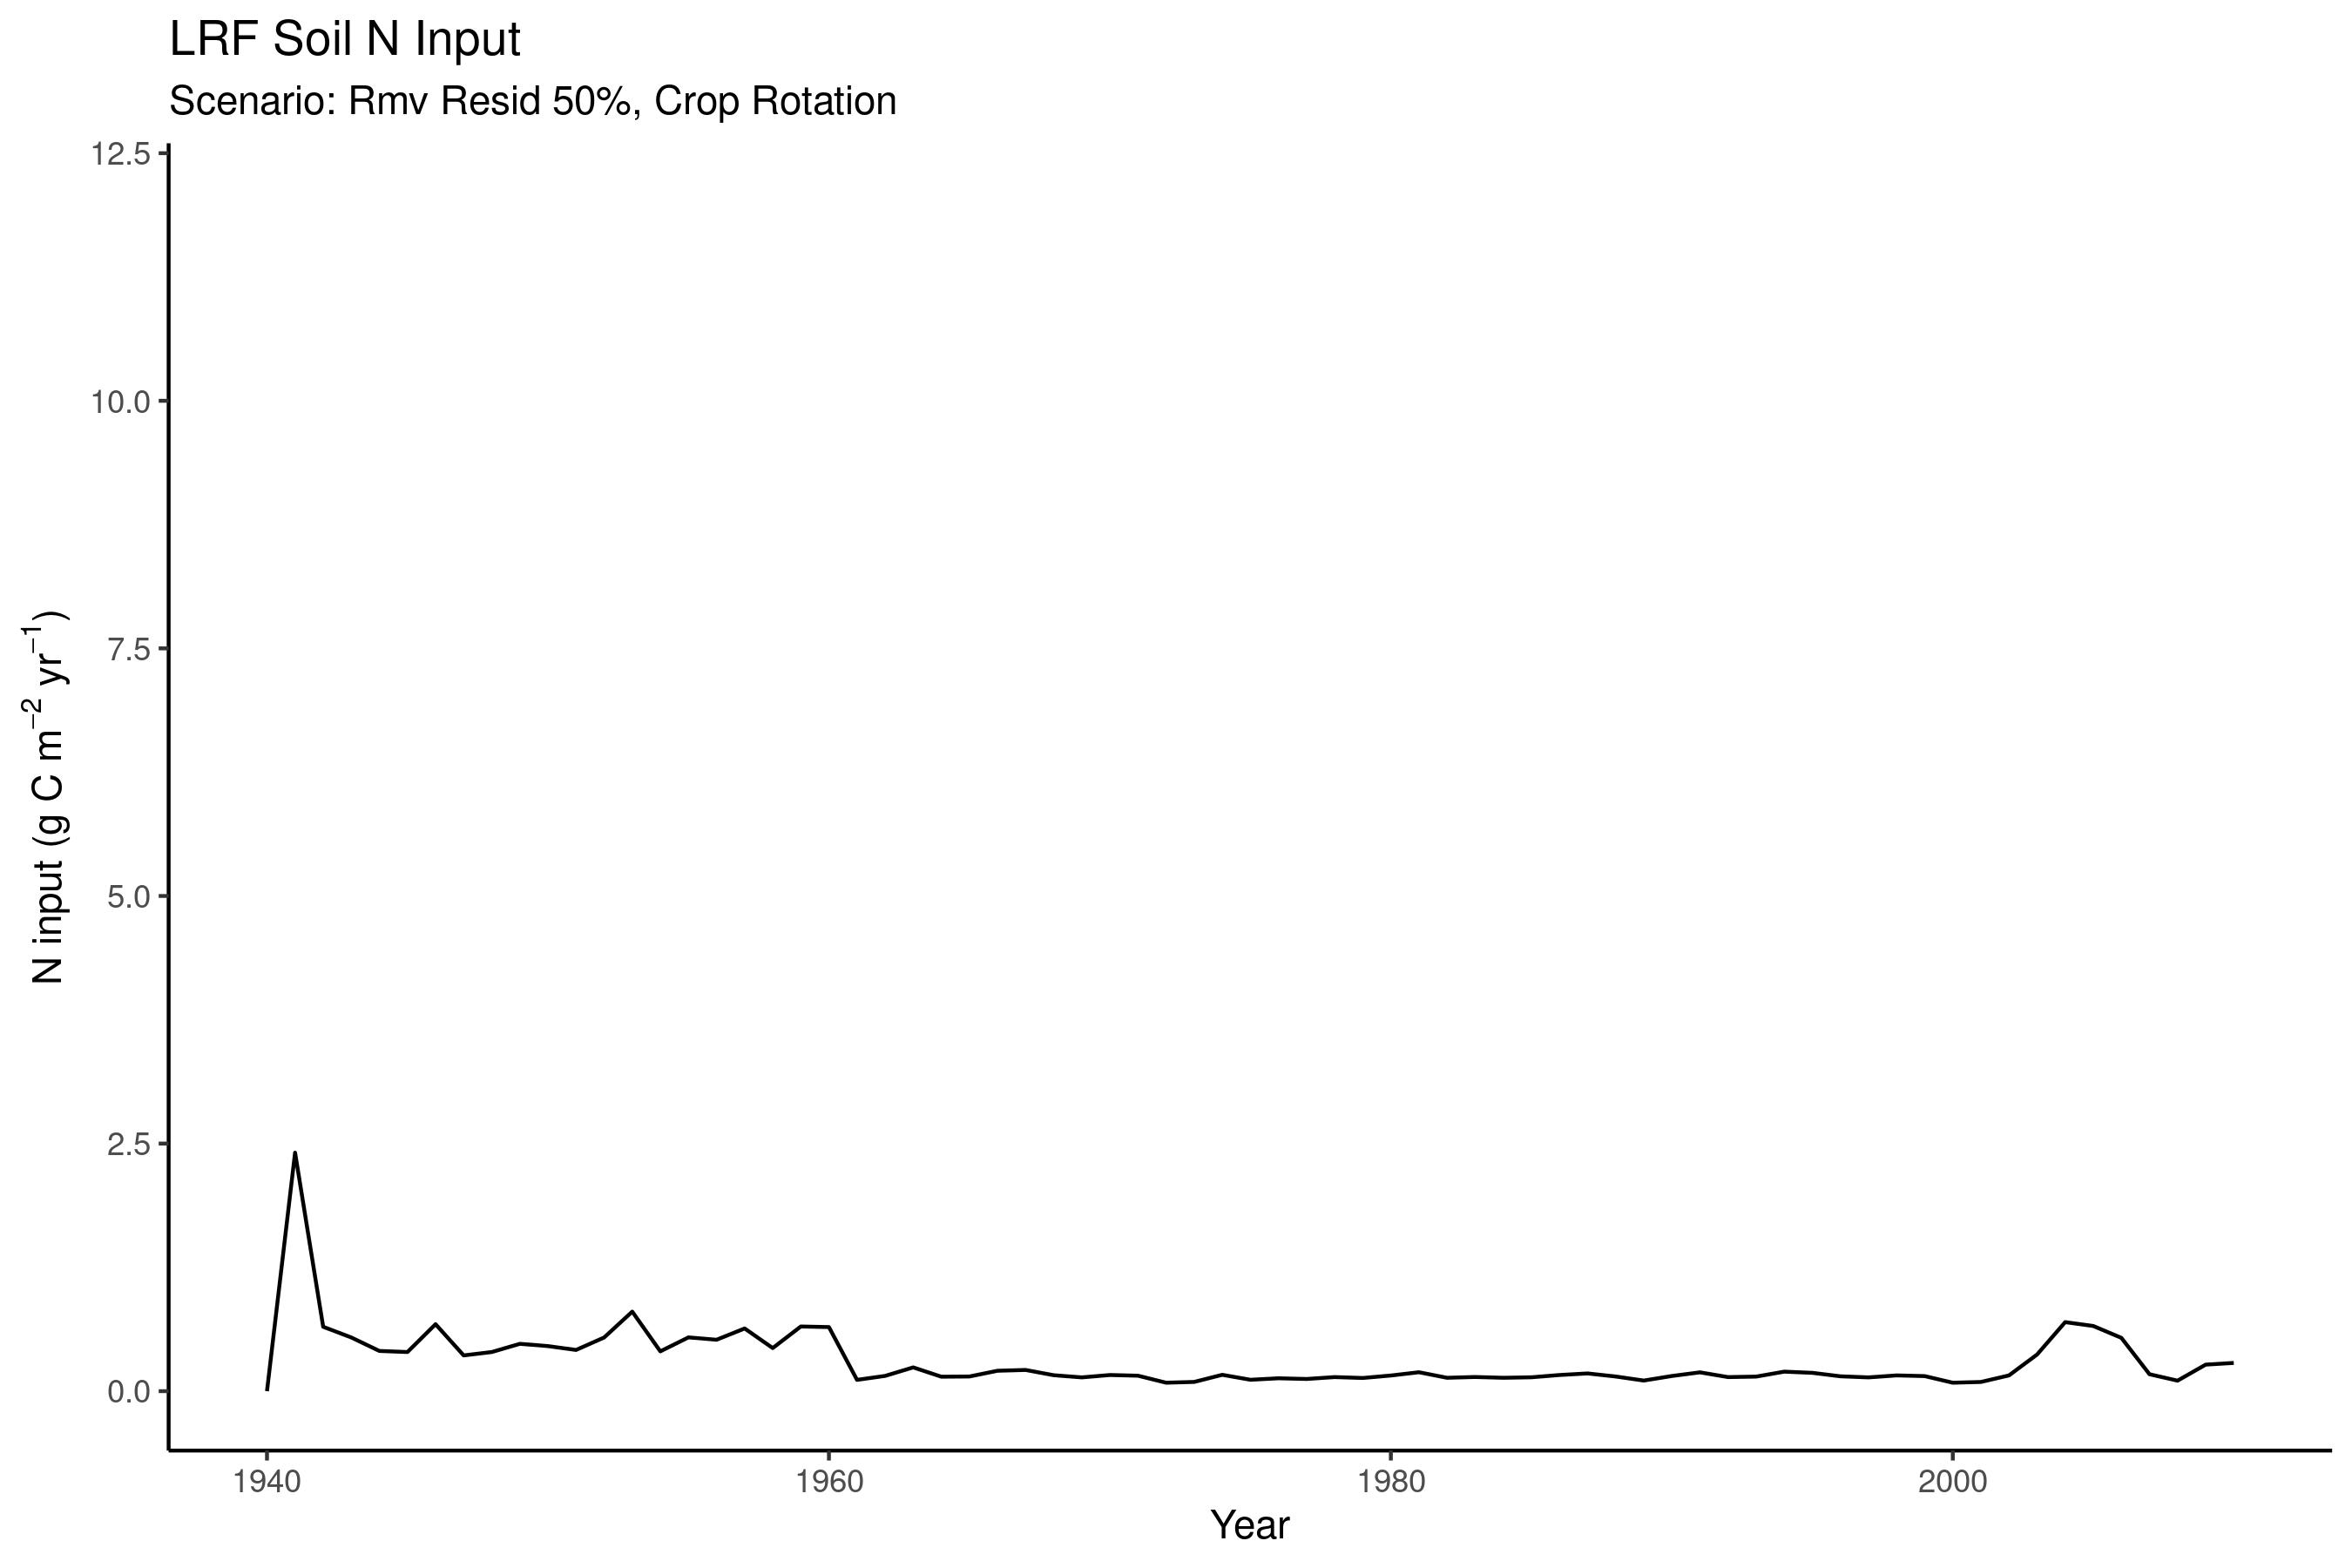 LRF Soil N Input
Scenario: Rmv Resid 50%, Crop Rotation
12.5
10.0
7.5
5.0
2.5
0.0
N input (g C m⁻² yr⁻¹)
1940 1960 1980 2000
Year